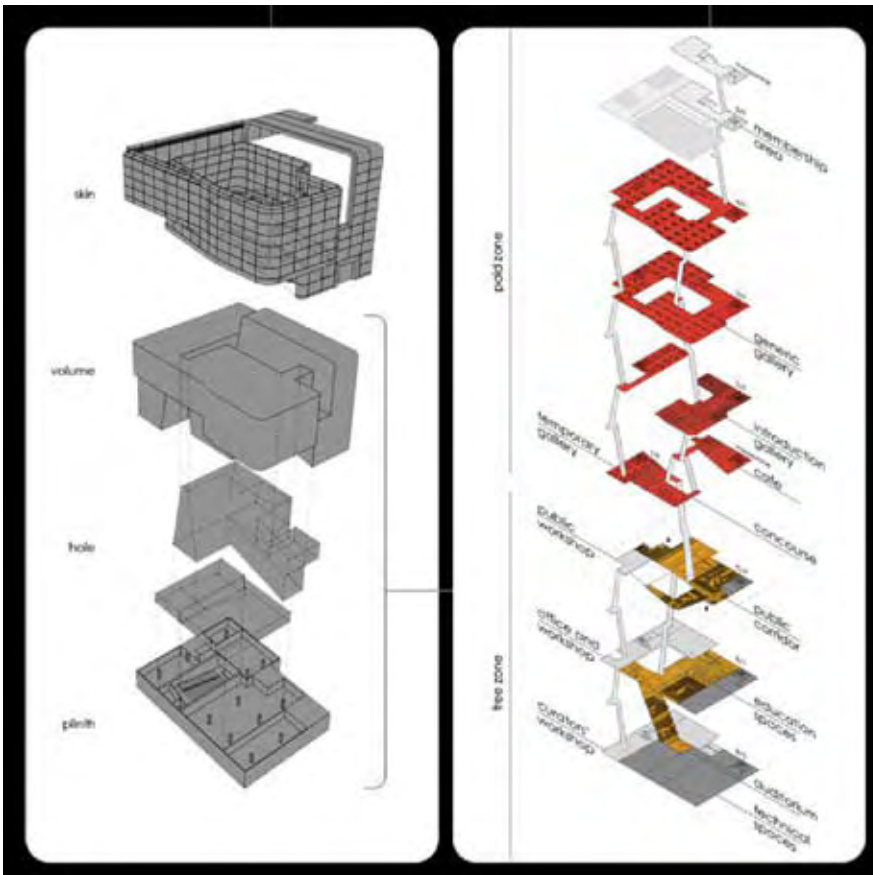 skin
volume
hole
plinth
paid zone
free zone
membership
area
generic
gallery
introduction
gallery
cafe
temporary
gallery
concourse
public
workshop
public
corridor
office and
workshop
education
spaces
curators'
workshop
auditorium
technical
spaces